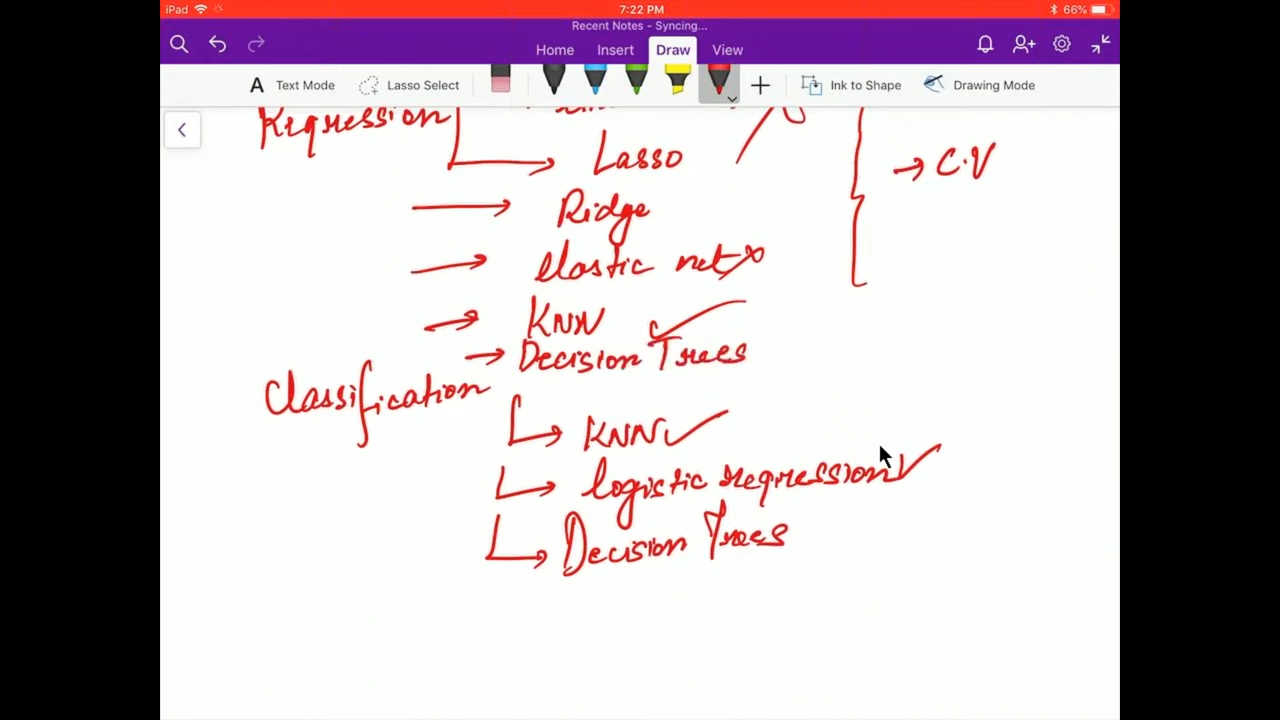 iPad 7:22 PM 66%
Recent Notes - Syncing...
Home Insert Draw View
A Text Mode Lasso Select Ink to Shape Drawing Mode
Regression
Lasso → C.V
Ridge
elastic net
KNN
Decision Trees
Classification
KNN
logistic regression
Decision Trees